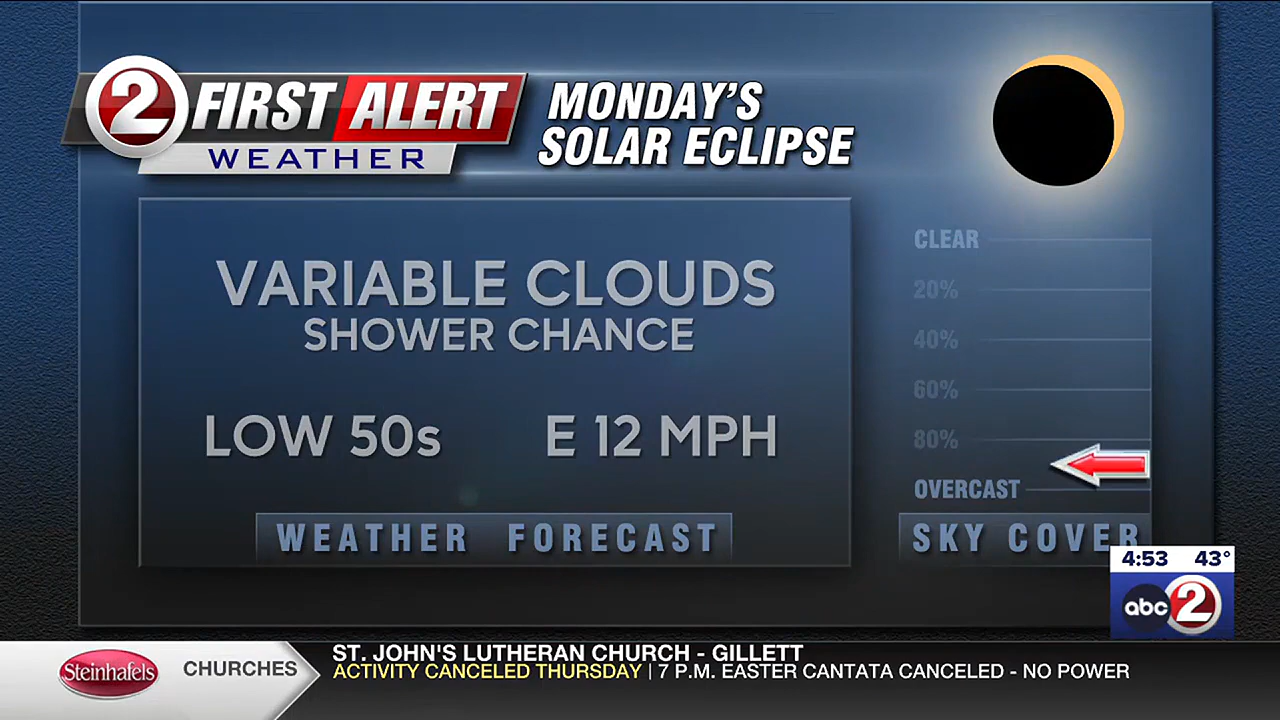 2 FIRST ALERT
WEATHER
MONDAY'S
SOLAR ECLIPSE
VARIABLE CLOUDS
SHOWER CHANCE
LOW 50s E 12 MPH
WEATHER FORECAST
CLEAR
20%
40%
60%
80%
OVERCAST
SKY COVER
4:53 43°
abc 2
Steinhafels
CHURCHES
ST. JOHN'S LUTHERAN CHURCH - GILLETT
ACTIVITY CANCELED THURSDAY | 7 P.M. EASTER CANTATA CANCELED - NO POWER